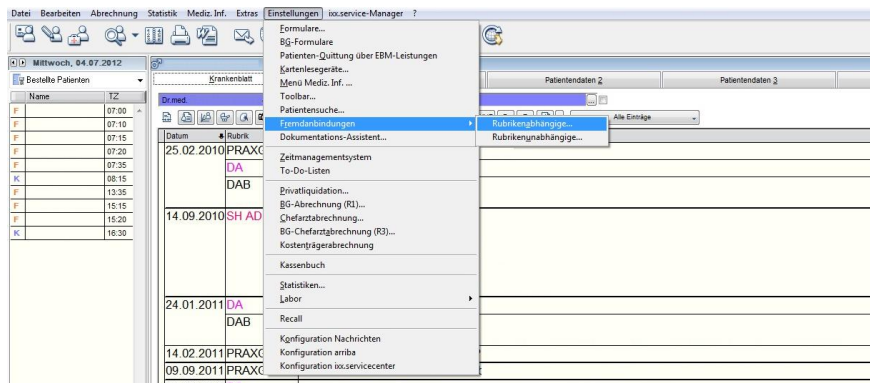 Datei Bearbeiten Abrechnung Statistik Mediz. Inf. Extras Einstellungen ixx.service-Manager ?
Mittwoch, 04.07.2012
Bestellte Patienten
Name TZ
F 07:00
F 07:10
F 07:15
F 07:20
F 07:35
K 08:15
F 13:35
F 15:15
F 15:20
K 16:30
Krankenblatt
Patientendaten 2
Patientendaten 3
Dr.med.
...
Alle Einträge
Datum Rubrik
25.02.2010 PRAXG
DA
DAB
14.09.2010 SH AD
24.01.2011 DA
DAB
14.02.2011 PRAXG
09.09.2011 PRAXG
Formulare...
BG-Formulare
Patienten-Quittung über EBM-Leistungen
Kartenlesegeräte...
Menü Mediz. Inf. ...
Toolbar...
Patientensuche...
Fremdanbindungen
Dokumentations-Assistent...
Zeitmanagementsystem
To-Do-Listen
Privatliquidation...
BG-Abrechnung (R1)...
Chefarztabrechnung...
BG-Chefarztabrechnung (R3)...
Kostenträgerabrechnung
Kassenbuch
Statistiken...
Labor
Recall
Konfiguration Nachrichten
Konfiguration arriba
Konfiguration ixx.servicecenter
Rubrikenabhängige...
Rubrikenunabhängige...